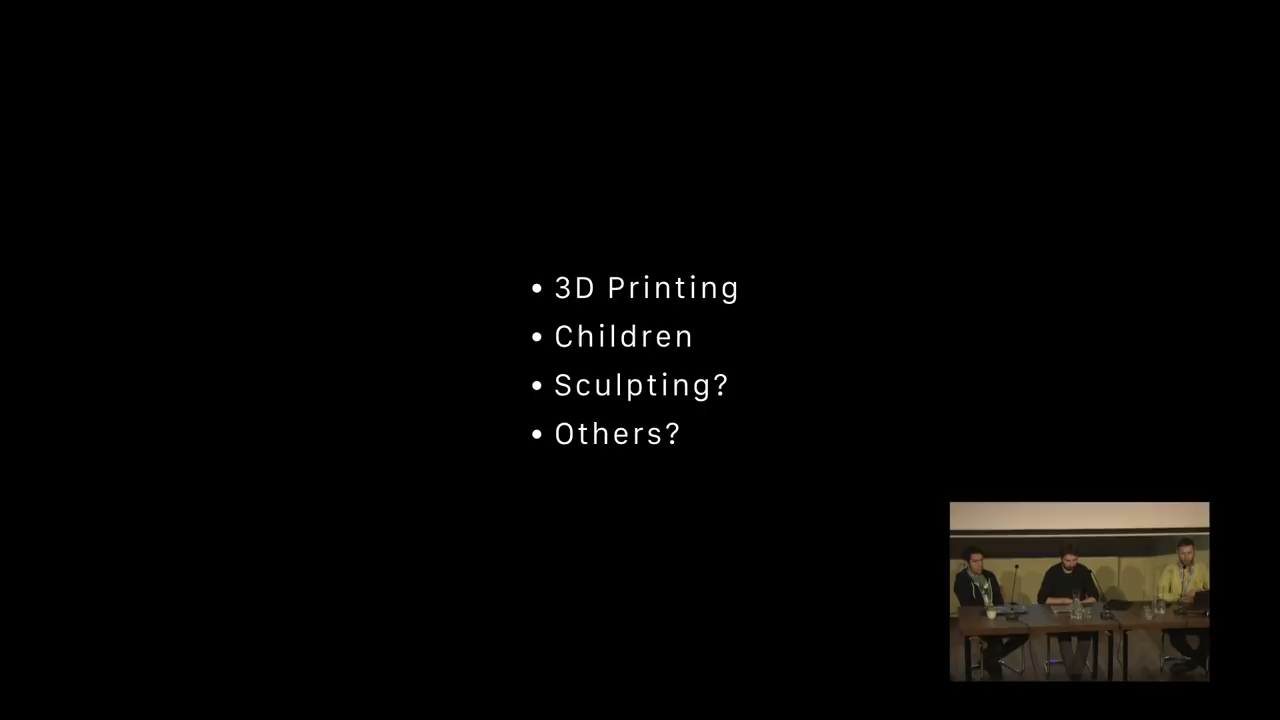 • 3D Printing
• Children
• Sculpting?
• Others?